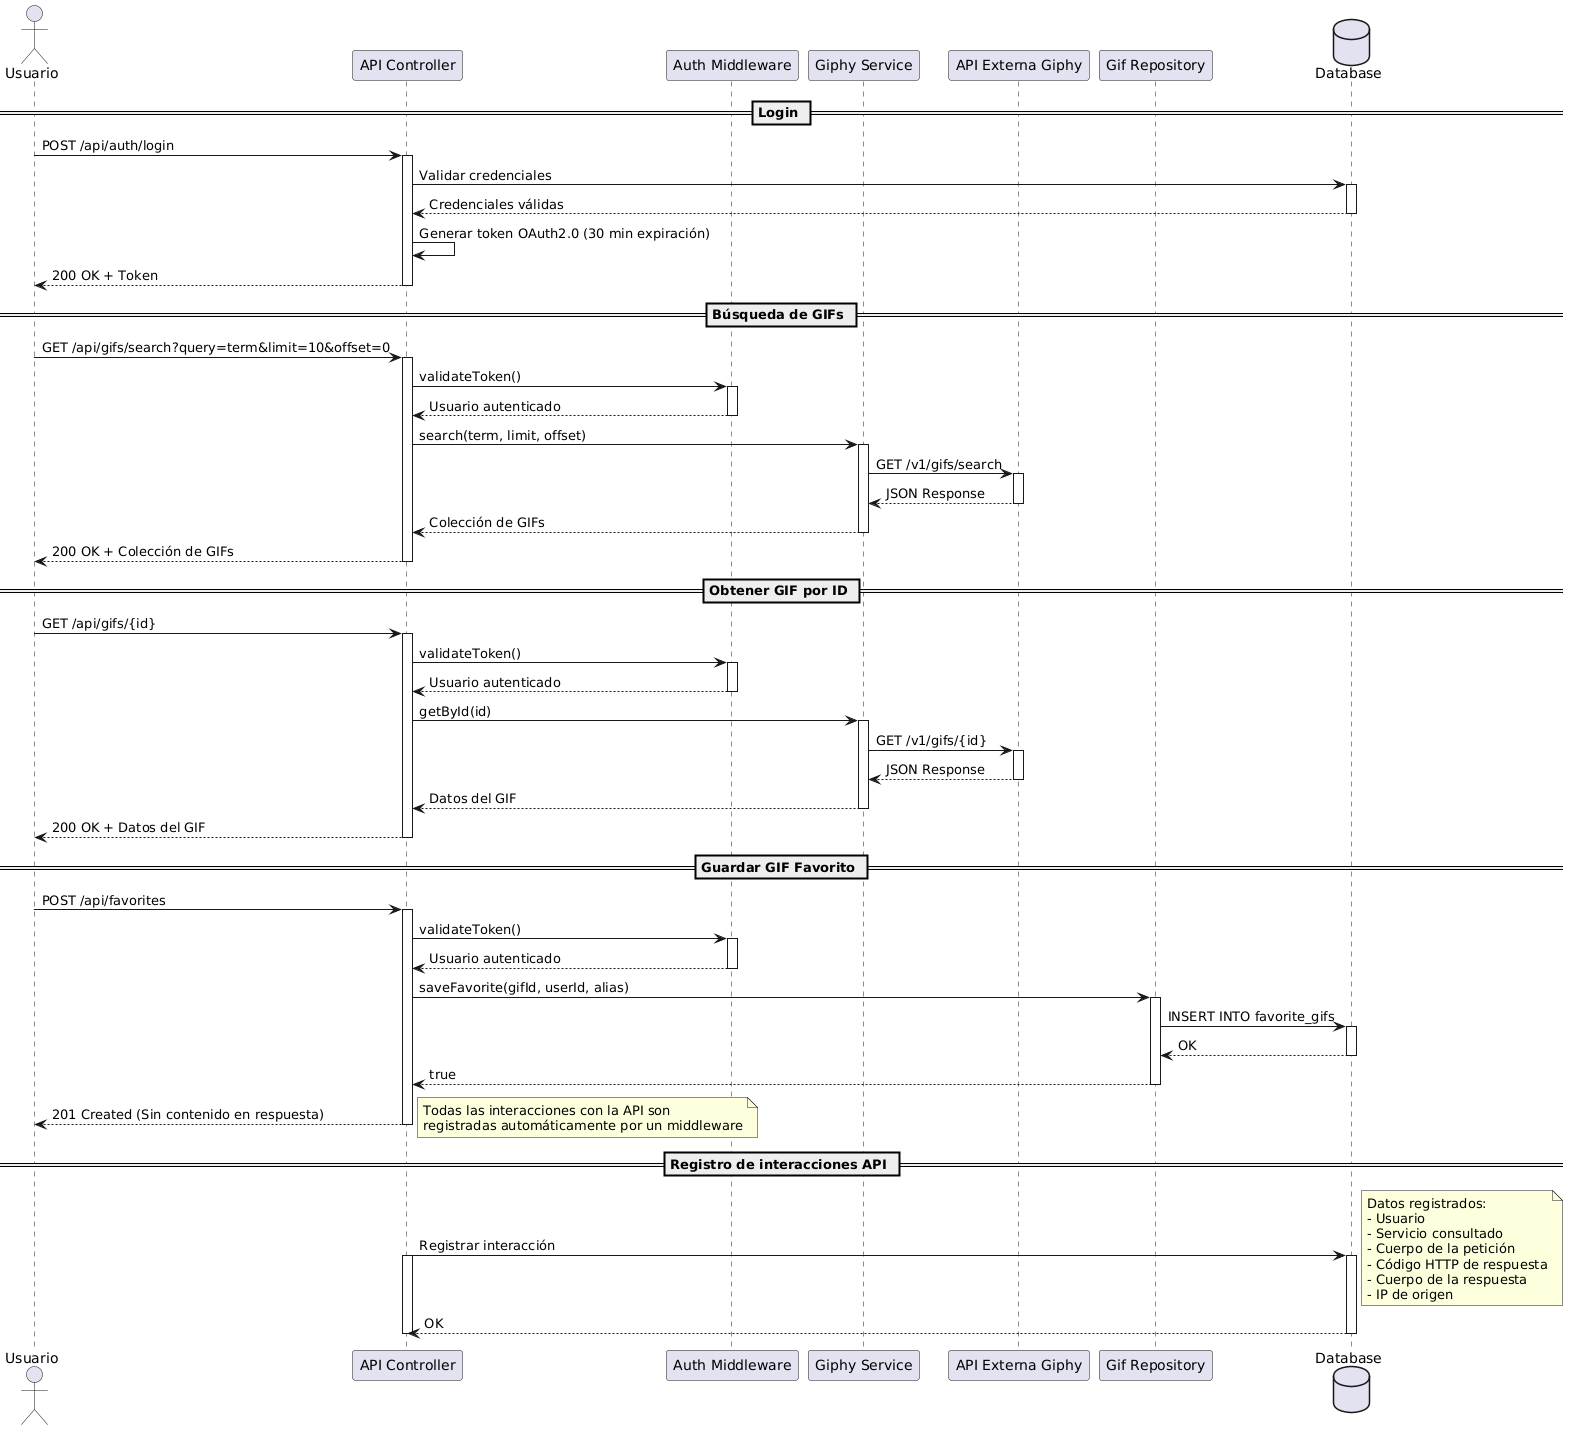 Usuario
API Controller
Auth Middleware
Giphy Service
API Externa Giphy
Gif Repository
Database
Login
POST /api/auth/login
Validar credenciales
Credenciales válidas
Generar token OAuth2.0 (30 min expiración)
200 OK + Token
Búsqueda de GIFs
GET /api/gifs/search?query=term&limit=10&offset=0
validateToken()
Usuario autenticado
search(term, limit, offset)
GET /v1/gifs/search
JSON Response
Colección de GIFs
200 OK + Colección de GIFs
Obtener GIF por ID
GET /api/gifs/{id}
validateToken()
Usuario autenticado
getById(id)
GET /v1/gifs/{id}
JSON Response
Datos del GIF
200 OK + Datos del GIF
Guardar GIF Favorito
POST /api/favorites
validateToken()
Usuario autenticado
saveFavorite(gifId, userId, alias)
INSERT INTO favorite_gifs
OK
true
201 Created (Sin contenido en respuesta)
Todas las interacciones con la API son
registradas automáticamente por un middleware
Registro de interacciones API
Datos registrados:
- Usuario
- Servicio consultado
- Cuerpo de la petición
- Código HTTP de respuesta
- Cuerpo de la respuesta
- IP de origen
Registrar interacción
OK
Usuario
API Controller
Auth Middleware
Giphy Service
API Externa Giphy
Gif Repository
Database